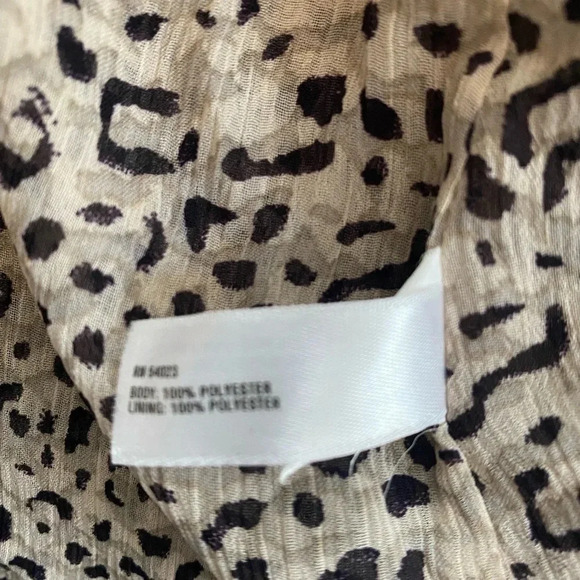 RN 54023
BODY: 100% POLYESTER
LINING: 100% POLYESTER